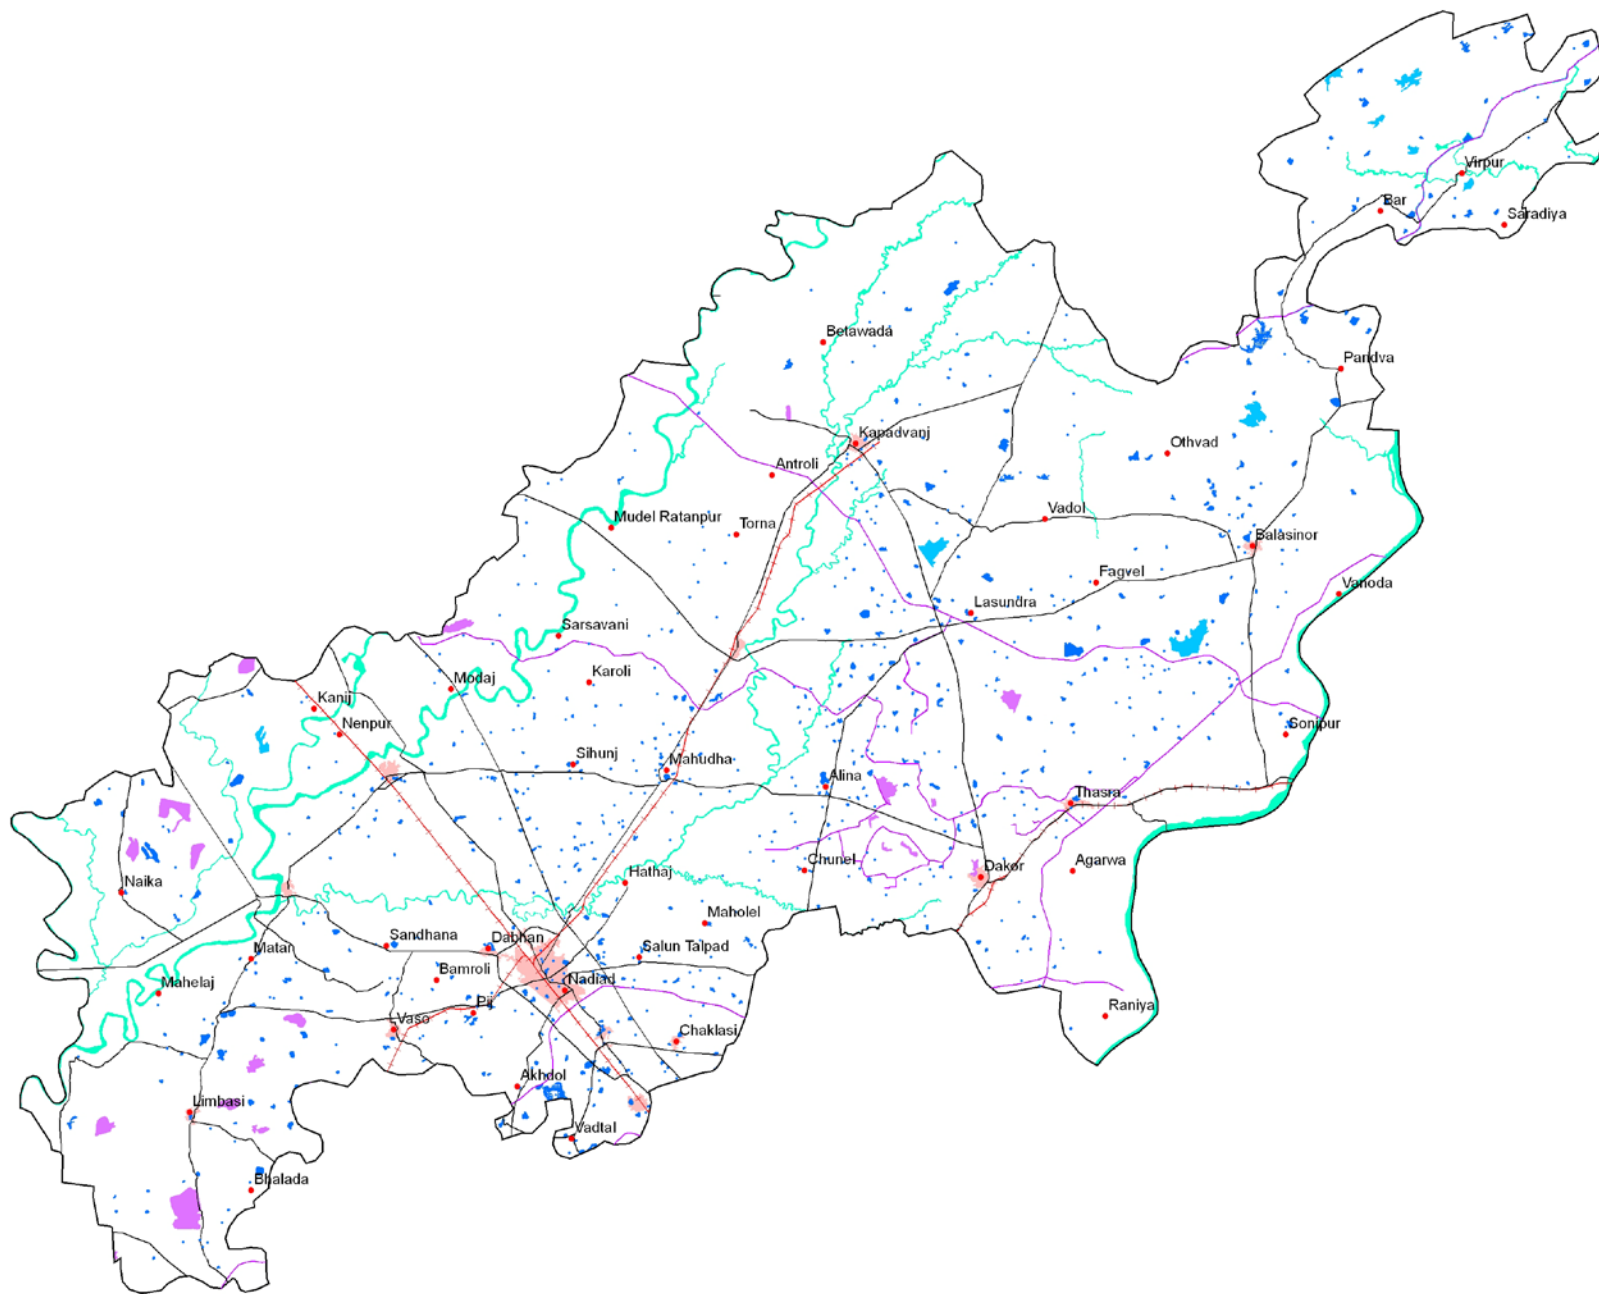 Virpur
Bar
Saradiya
Betawada
Pandva
Kapadvanj
Othvad
Antroli
Mudel Ratanpur
Torna
Vadol
Balasinor
Fagvel
Vanoda
Lasundra
Sarsavani
Karoli
Modaj
Kanij
Nenpur
Sonipur
Sihunj
Mahudha
Alina
Thasra
Chunel
Dakor
Agarwa
Hathaj
Naika
Maholel
Sandhana
Dabhan
Matar
Salun Talpad
Bamroli
Nadiad
Mahelaj
Pij
Raniya
Vaso
Chaklasi
Akhdol
Limbasi
Vadtal
Bhalada